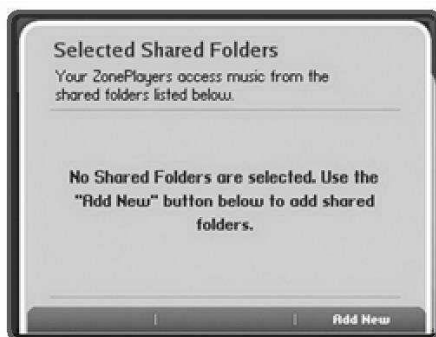 Selected Shared Folders
Your ZonePlayers access music from the
shared folders listed below.
No Shared Folders are selected. Use the
"Add New" button below to add shared
folders.
Add New